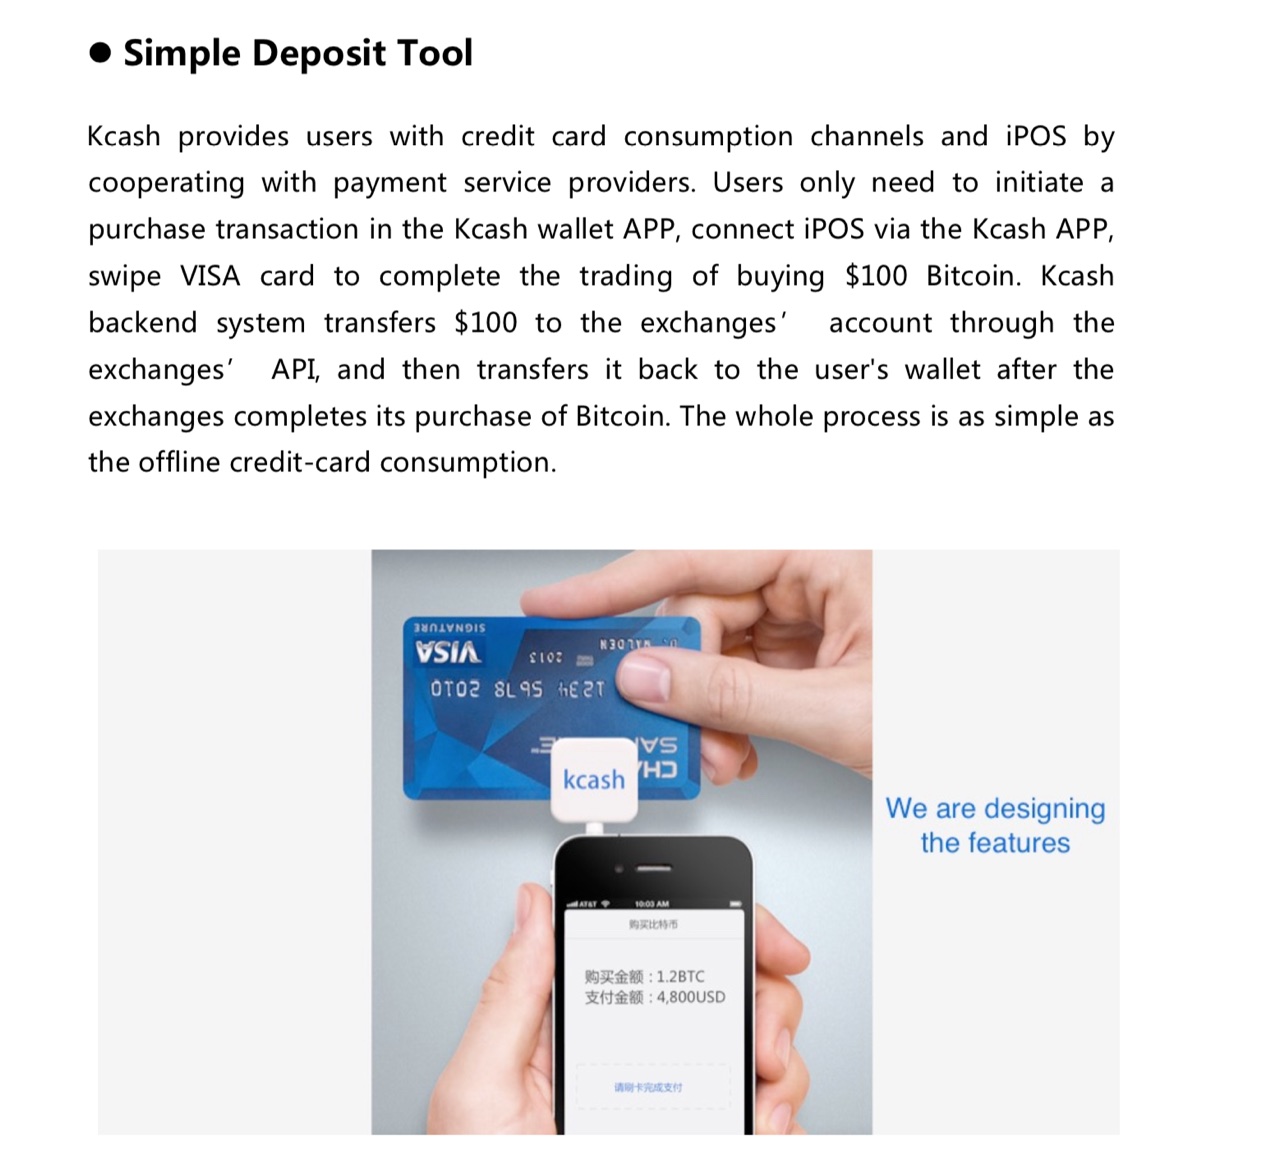 ● Simple Deposit Tool
Kcash provides users with credit card consumption channels and iPOS by
cooperating with payment service providers. Users only need to initiate a
purchase transaction in the Kcash wallet APP, connect iPOS via the Kcash APP,
swipe VISA card to complete the trading of buying $100 Bitcoin. Kcash
backend system transfers $100 to the exchanges’ account through the
exchanges’ API, and then transfers it back to the user's wallet after the
exchanges completes its purchase of Bitcoin. The whole process is as simple as
the offline credit-card consumption.
SIGNATURE
VISA
2013
WALDEN
1234 5678 2010
kcash
We are designing
the features
AT&T 10:03 AM
购买比特币
购买金额：1.2BTC
支付金额：4,800USD
请刷卡完成支付